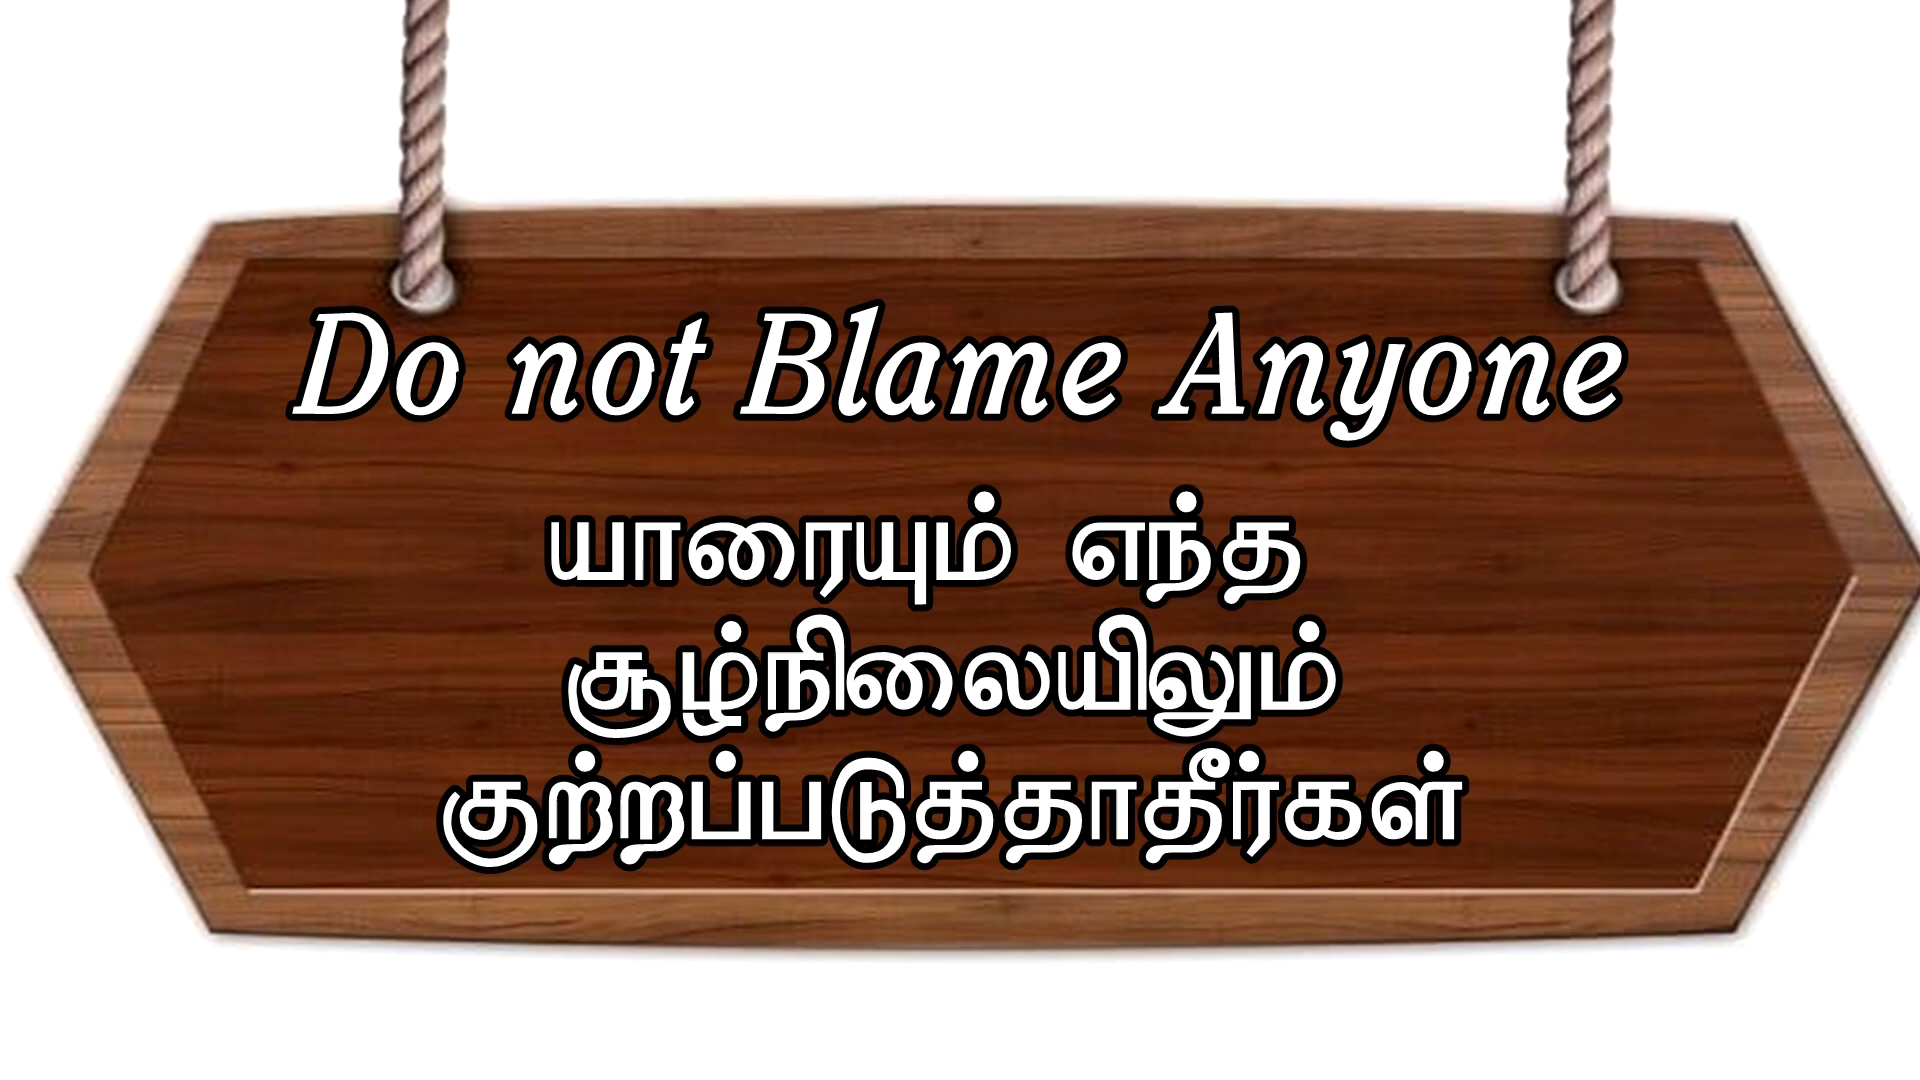 Do not Blame Anyone
யாரையும் எந்த
சூழ்நிலையிலும்
குற்றப்படுத்தாதீர்கள்